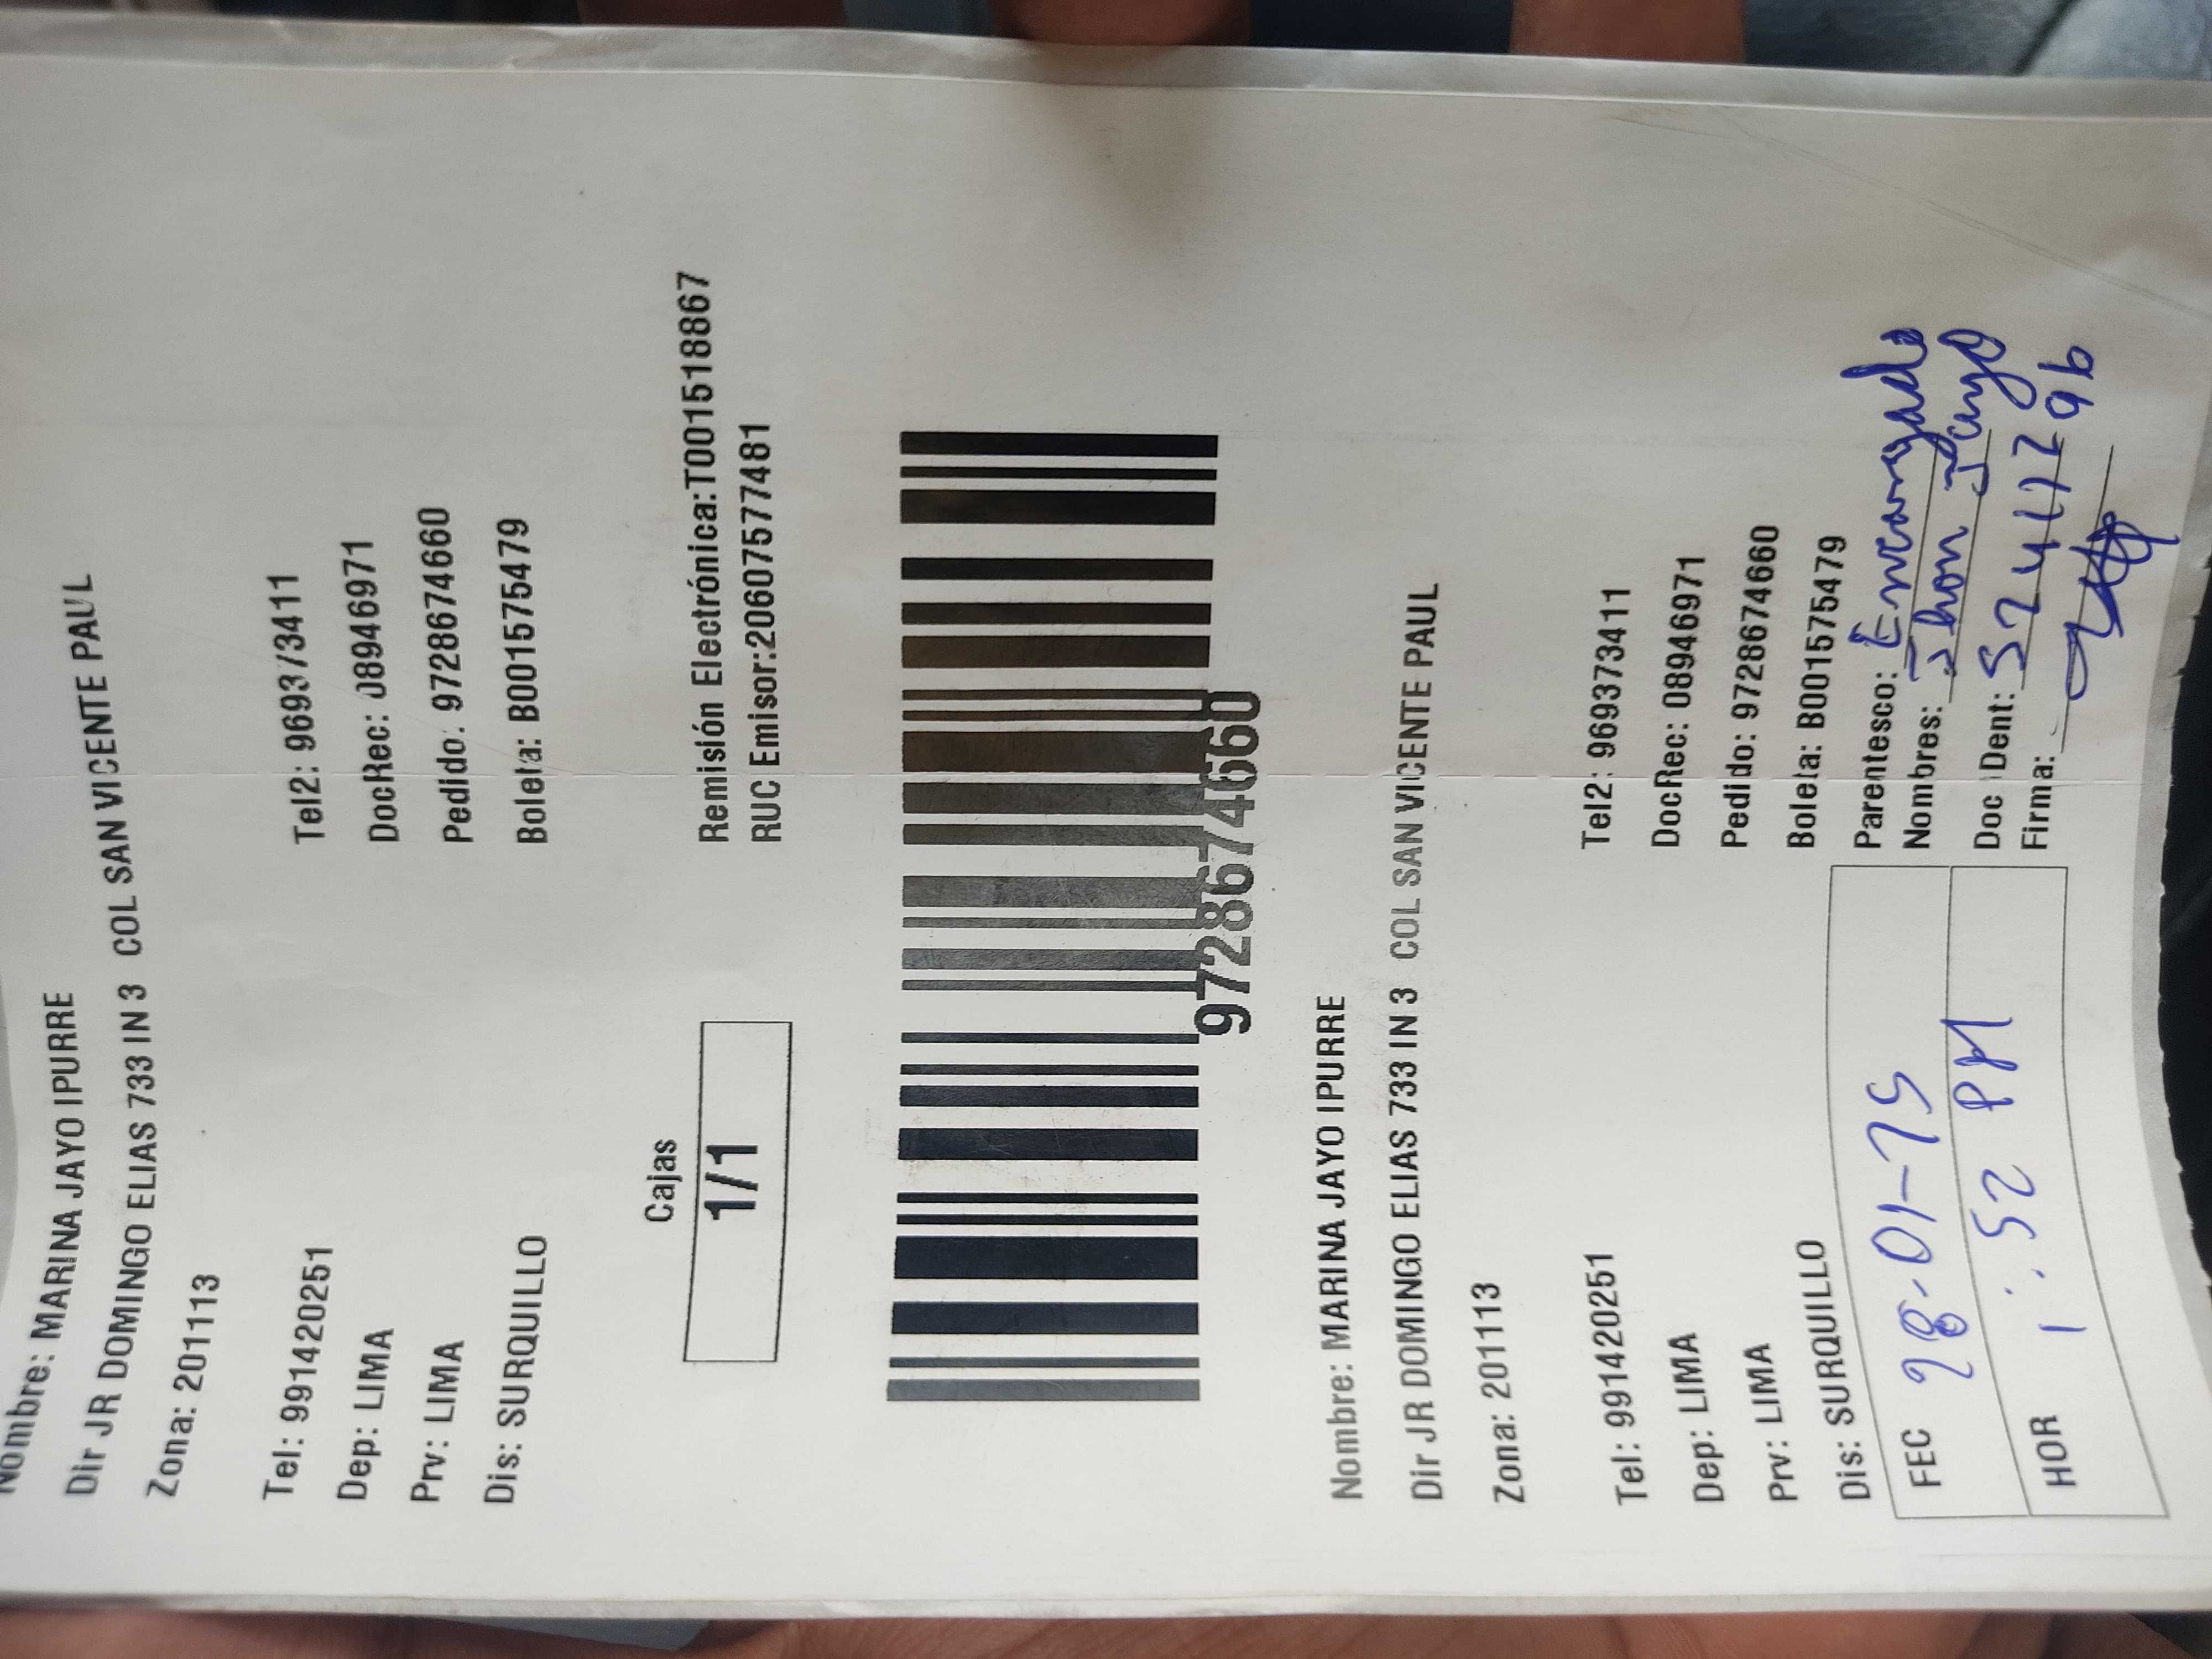 Nombre: MARINA JAYO IPURRE
Dir JR DOMINGO ELIAS 733 IN 3 COL SAN VICENTE PAUL
Zona: 201113
Tel: 991420251 Tel2: 969373411
Dep: LIMA DocRec: 08946971
Prv: LIMA Pedido: 9728674660
Dis: SURQUILLO Boleta: B001575479
Cajas
1/1
Remisión Electrónica:T001518867
RUC Emisor:20607577481
9728674660
Nombre: MARINA JAYO IPURRE
Dir JR DOMINGO ELIAS 733 IN 3 COL SAN VICENTE PAUL
Zona: 201113
Tel: 991420251 Tel2: 969373411
Dep: LIMA DocRec: 08946971
Prv: LIMA Pedido: 9728674660
Dis: SURQUILLO Boleta: B001575479
Parentesco: Encargado
FEC 28-01-25 Nombres: Jhon
Doc Dent:
HOR 1:52 PM Firma: